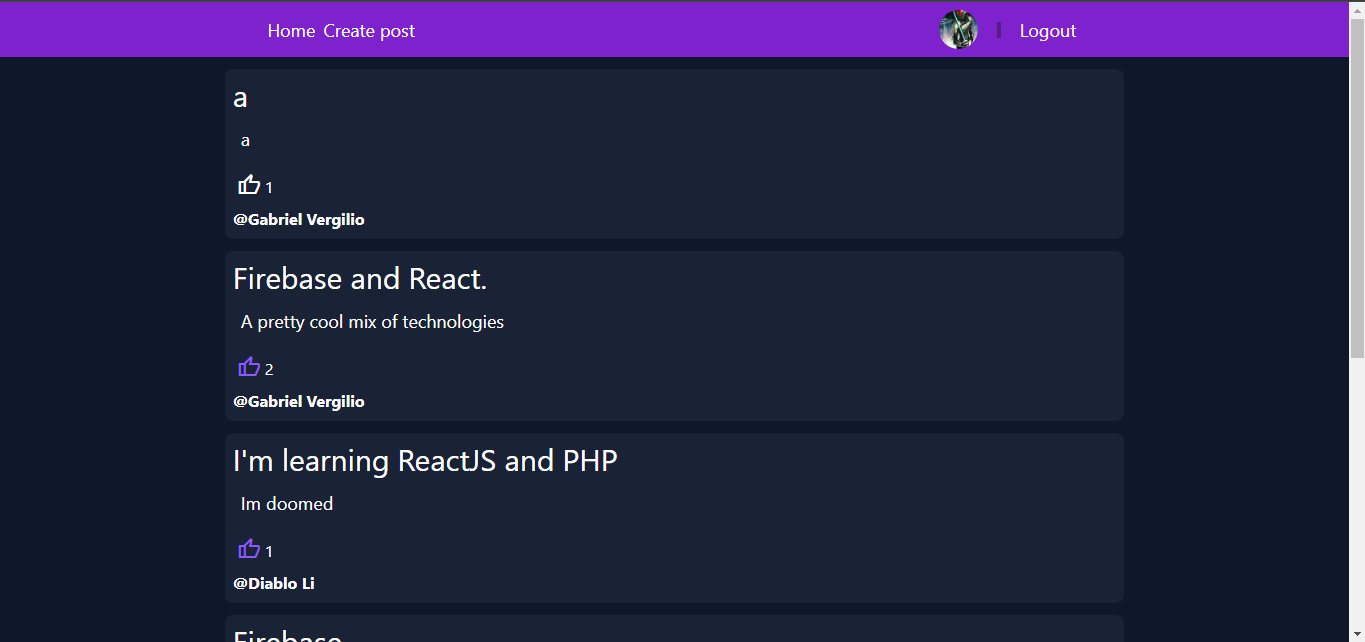 Home Create post Logout
a
a
1
@Gabriel Vergilio
Firebase and React.
A pretty cool mix of technologies
2
@Gabriel Vergilio
I'm learning ReactJS and PHP
Im doomed
1
@Diablo Li
Firebase